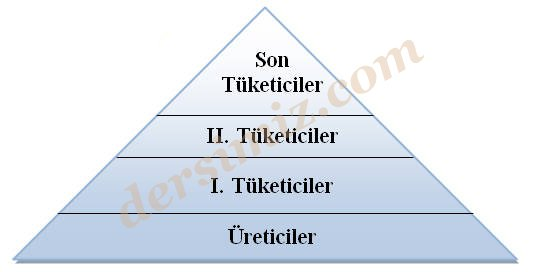 Son
Tüketiciler
II. Tüketiciler
I. Tüketiciler
Üreticiler
dersimiz.com